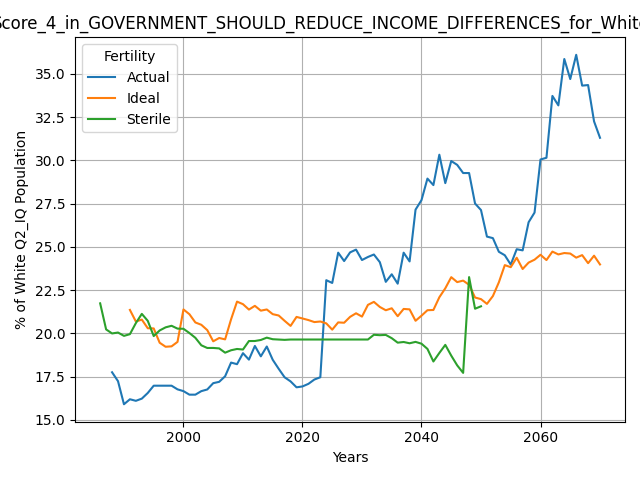 Score_4_in_GOVERNMENT_SHOULD_REDUCE_INCOME_DIFFERENCES_for_White
Fertility
Actual
Ideal
Sterile
% of White Q2_IQ Population
35.0
32.5
30.0
27.5
25.0
22.5
20.0
17.5
15.0
2000
2020
2040
2060
Years